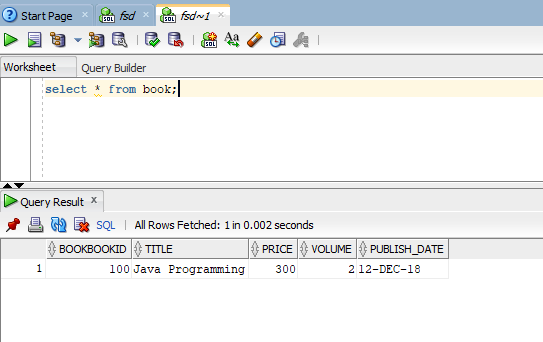 Start Page fsd fsd~1
Worksheet Query Builder
select * from book;
Query Result
SQL All Rows Fetched: 1 in 0.002 seconds
BOOKBOOKID TITLE PRICE VOLUME PUBLISH_DATE
1 100 Java Programming 300 2 12-DEC-18